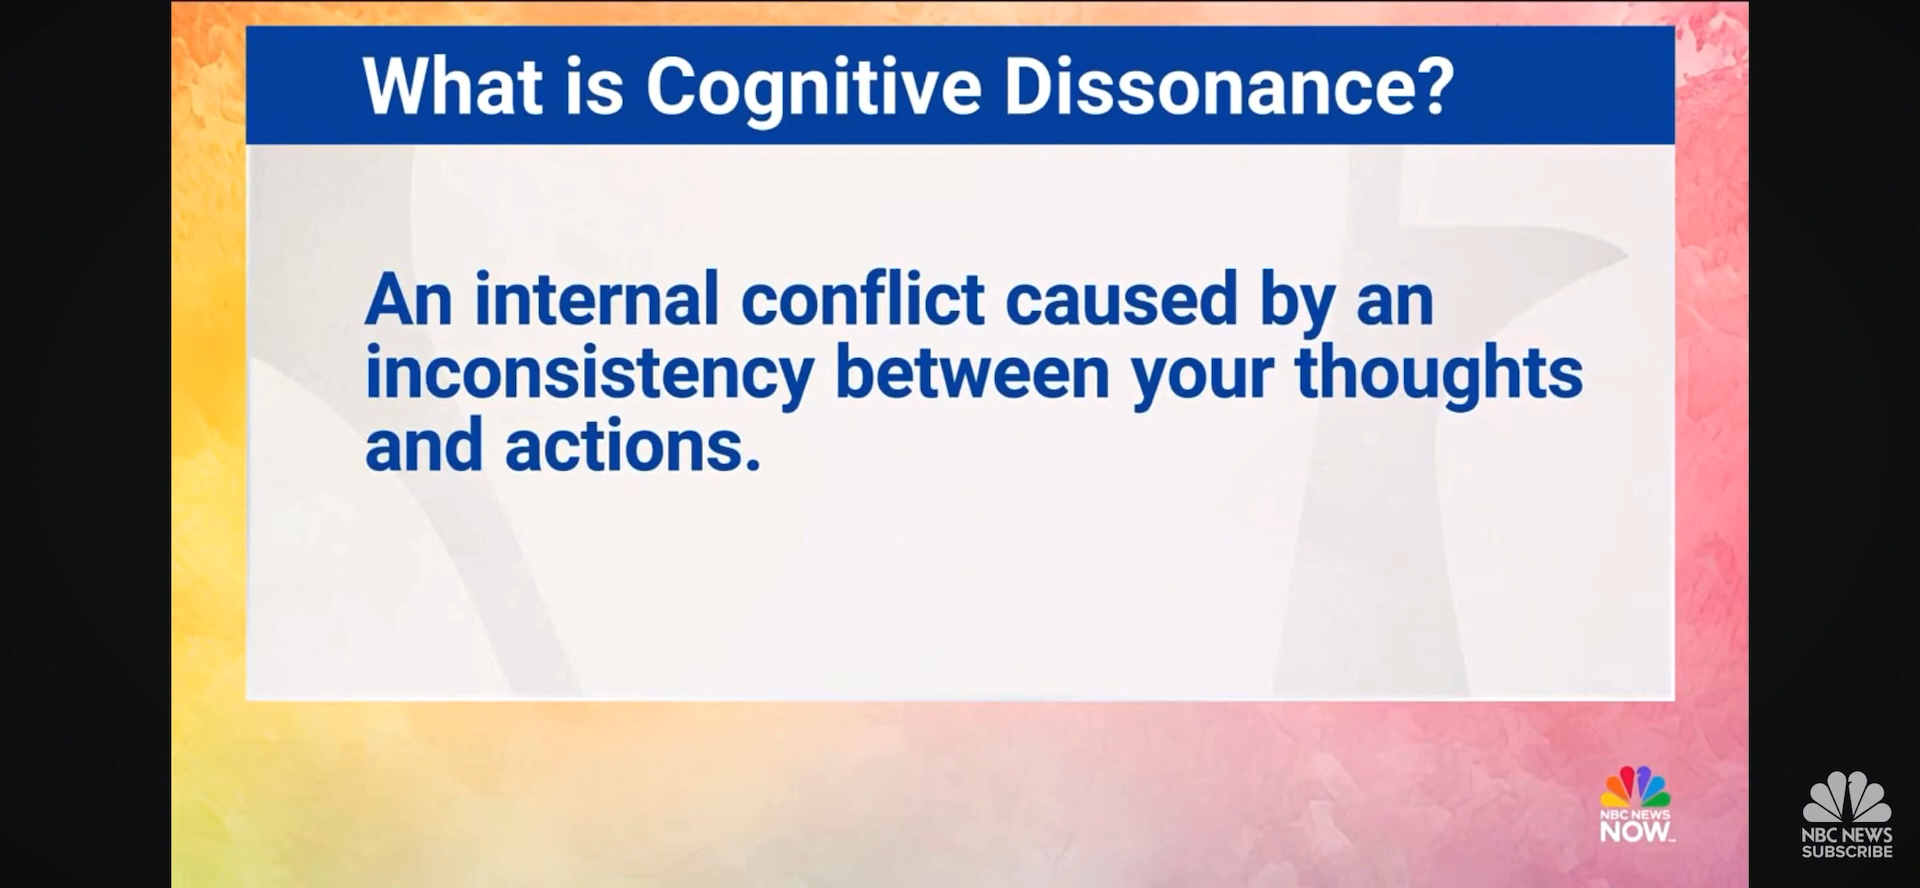 What is Cognitive Dissonance?
An internal conflict caused by an
inconsistency between your thoughts
and actions.
NBC NEWS
NOW
NBC NEWS
SUBSCRIBE